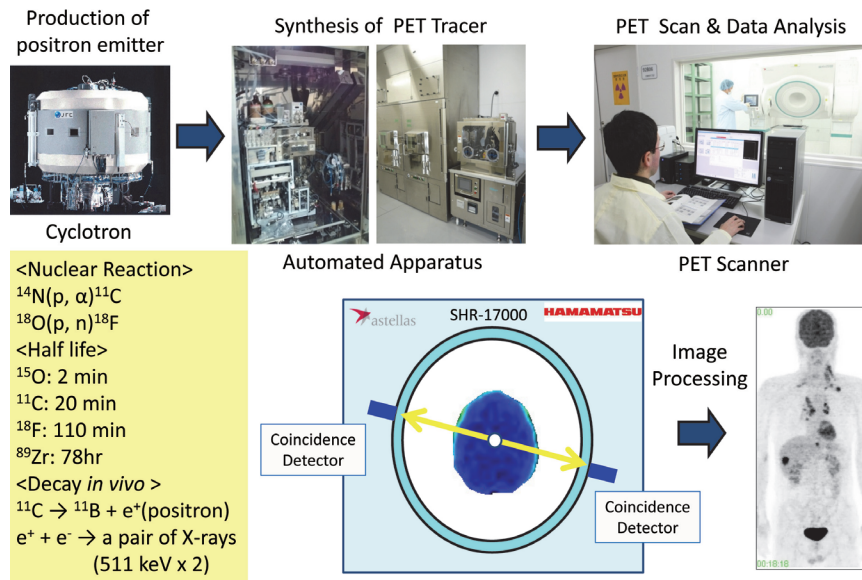 Production of
positron emitter
Synthesis of PET Tracer
PET Scan & Data Analysis
JFE
Cyclotron
Automated Apparatus
PET Scanner
<Nuclear Reaction>
¹⁴N(p, α)¹¹C
¹⁸O(p, n)¹⁸F
<Half life>
¹⁵O: 2 min
¹¹C: 20 min
¹⁸F: 110 min
⁸⁹Zr: 78hr
<Decay in vivo >
¹¹C → ¹¹B + e⁺(positron)
e⁺ + e⁻ → a pair of X-rays
(511 keV x 2)
astellas
SHR-17000
HAMAMATSU
Coincidence
Detector
Coincidence
Detector
Image
Processing
0.00
00:18:18